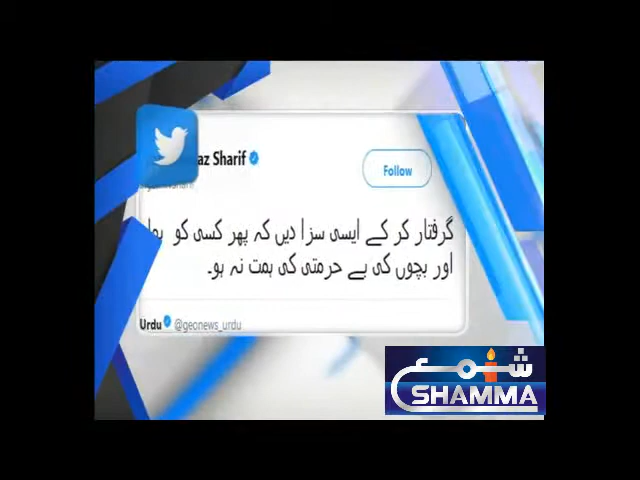 az Sharif
Follow
گرفتار کر کے ایسی سزا دیں کہ پھر کسی کو
اور بچوں کی بے حرمتی کی ہمت نہ ہو۔
Urdu @geonews_urdu
شمع
SHAMMA